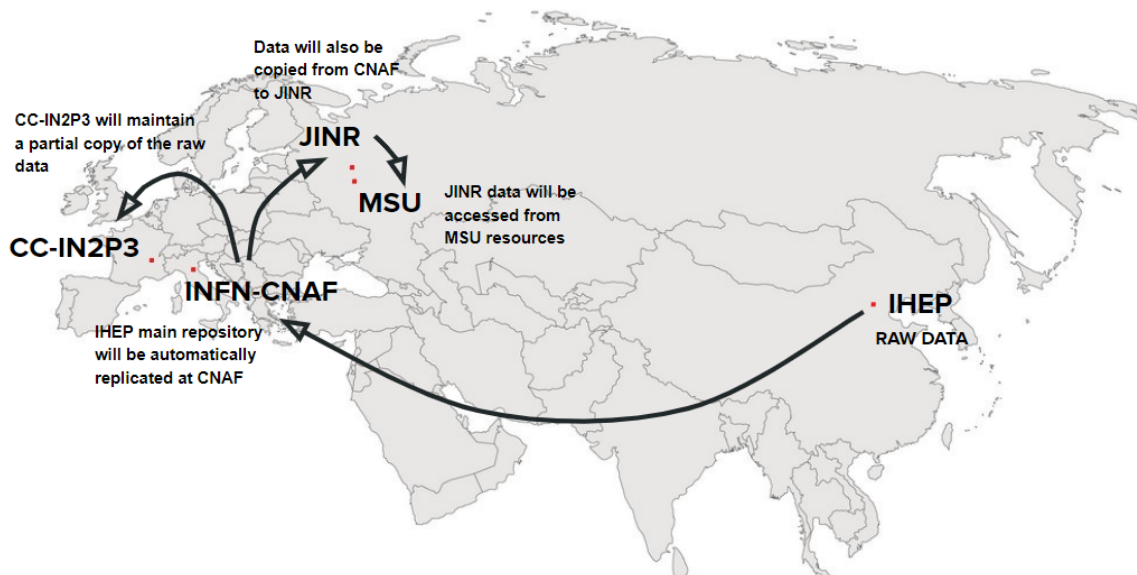 Data will also be
copied from CNAF
to JINR
CC-IN2P3 will maintain
a partial copy of the raw
data
JINR
MSU
JINR data will be
accessed from
MSU resources
CC-IN2P3
INFN-CNAF
IHEP main repository
will be automatically
replicated at CNAF
IHEP
RAW DATA